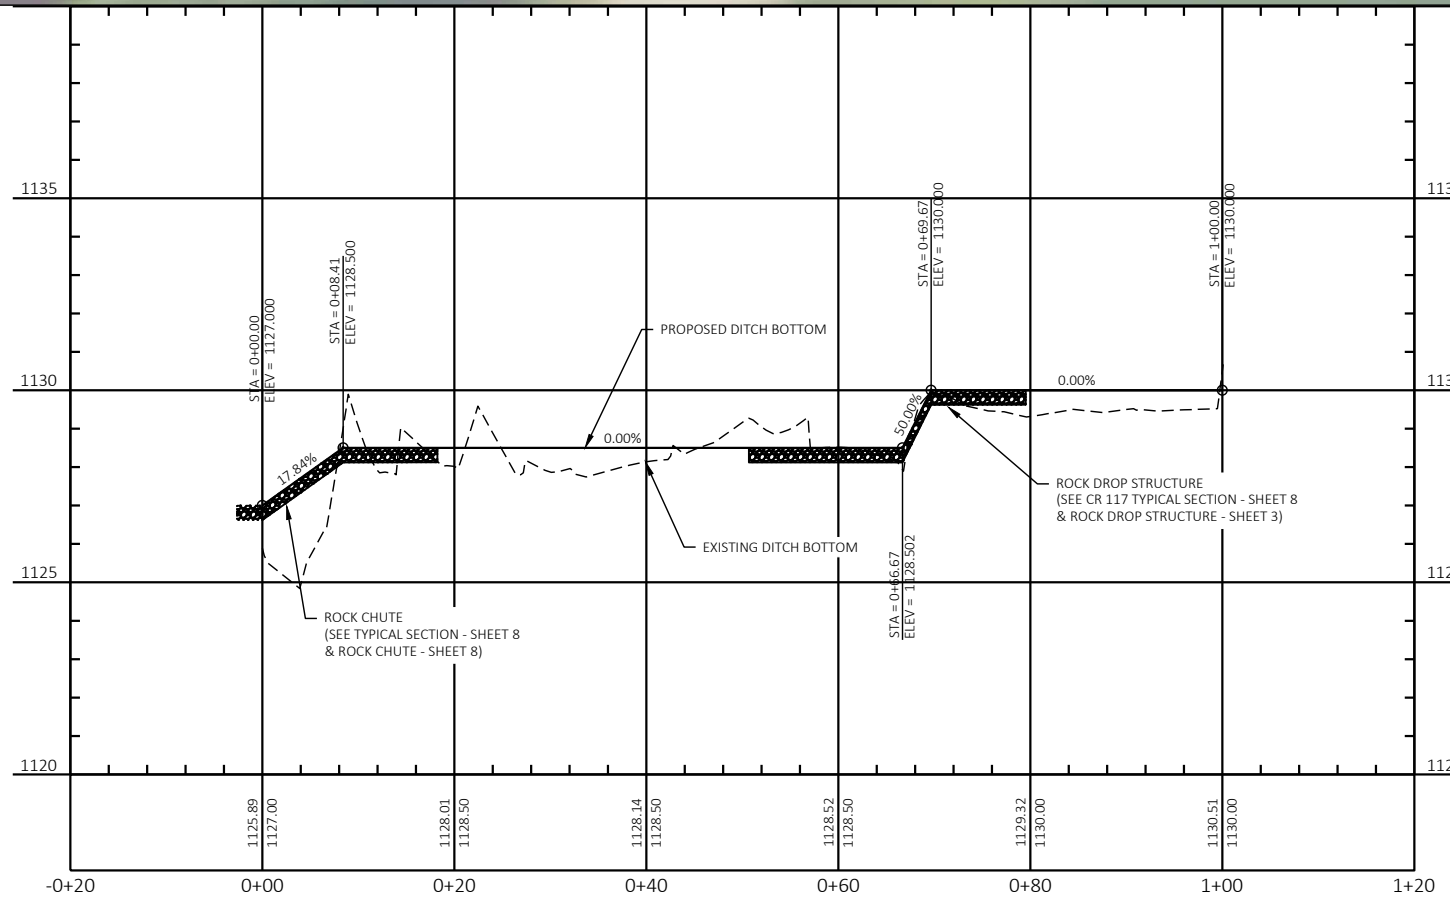 1135
113
STA = 0+69.67
ELEV = 1130.000
STA = 1+00.00
ELEV = 1130.000
STA = 0+08.41
ELEV = 1128.500
STA = 0+00.00
ELEV = 1127.000
PROPOSED DITCH BOTTOM
1130
113
0.00%
50.00%
0.00%
17.84%
ROCK DROP STRUCTURE
(SEE CR 117 TYPICAL SECTION - SHEET 8
& ROCK DROP STRUCTURE - SHEET 3)
EXISTING DITCH BOTTOM
STA = 0+66.67
ELEV = 1128.502
1125
112
ROCK CHUTE
(SEE TYPICAL SECTION - SHEET 8
& ROCK CHUTE - SHEET 8)
1120
112
1125.89
1127.00
1128.01
1128.50
1128.14
1128.50
1128.52
1128.50
1129.32
1130.00
1130.51
1130.00
-0+20
0+00
0+20
0+40
0+60
0+80
1+00
1+20